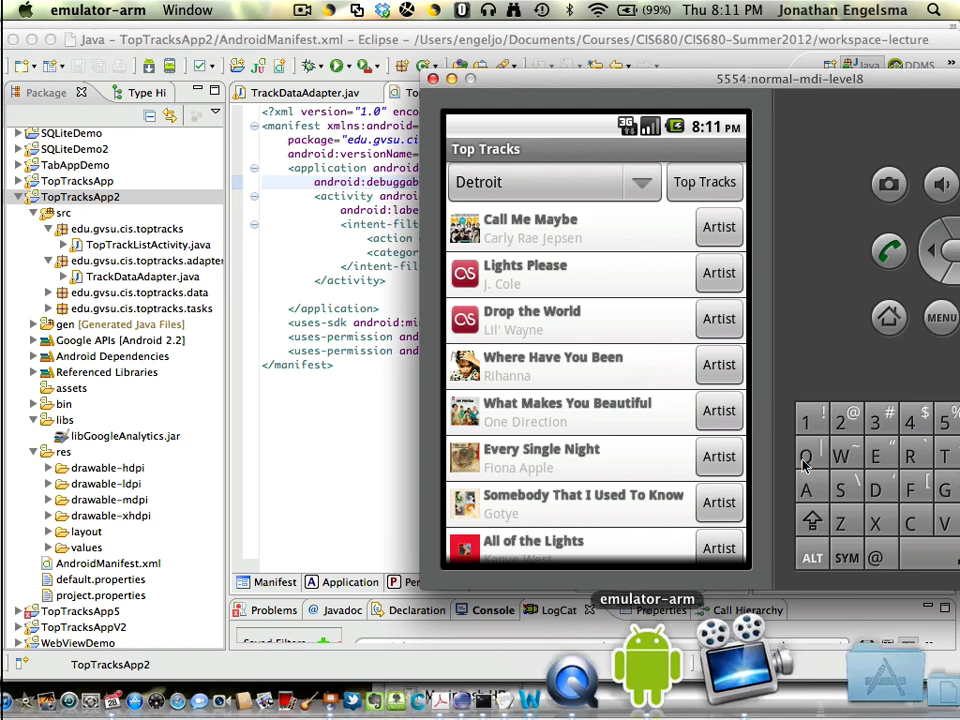 emulator-arm Window (99%) Thu 8:11 PM Jonathan Engelsma
Java – TopTracksApp2/AndroidManifest.xml – Eclipse – /Users/engeljo/Documents/Courses/CIS680/CIS680-Summer2012/workspace-lecture
Java DDMS
5554:normal-mdi-level8
Package Type Hi
TrackDataAdapter.jav
SQLiteDemo
SQLiteDemo2
TabAppDemo
TopTracksApp
TopTracksApp2
src
edu.gvsu.cis.toptracks
TopTrackListActivity.java
edu.gvsu.cis.toptracks.adapter
TrackDataAdapter.java
edu.gvsu.cis.toptracks.data
edu.gvsu.cis.toptracks.tasks
gen [Generated Java Files]
Google APIs [Android 2.2]
Android Dependencies
Referenced Libraries
assets
bin
libs
libGoogleAnalytics.jar
res
drawable-hdpi
drawable-ldpi
drawable-mdpi
drawable-xhdpi
layout
values
AndroidManifest.xml
default.properties
project.properties
TopTracksApp5
TopTracksAppV2
WebViewDemo
TopTracksApp2
<?xml version="1.0" enco
<manifest xmlns:android=
package="edu.gvsu.ci
android:versionName=
<application android
android:debuggab
<activity android
android:labe
<intent-filt
<action
<categor
</intent-fil
</activity>
</application>
<uses-sdk android:mi
<uses-permission and
<uses-permission and
</manifest>
3G 8:11 PM
Top Tracks
Detroit Top Tracks
Call Me Maybe
Carly Rae Jepsen
Artist
Lights Please
J. Cole
Artist
Drop the World
Lil' Wayne
Artist
Where Have You Been
Rihanna
Artist
What Makes You Beautiful
One Direction
Artist
Every Single Night
Fiona Apple
Artist
Somebody That I Used To Know
Gotye
Artist
All of the Lights
Kanye West
Artist
MENU
1 ! 2 @ 3 # 4 $ 5
Q W E R T
A S D F G
Z X C V
ALT SYM @
Manifest A Application P Per
emulator-arm
Problems Javadoc Declaration Console LogCat Properties Call Hierarchy